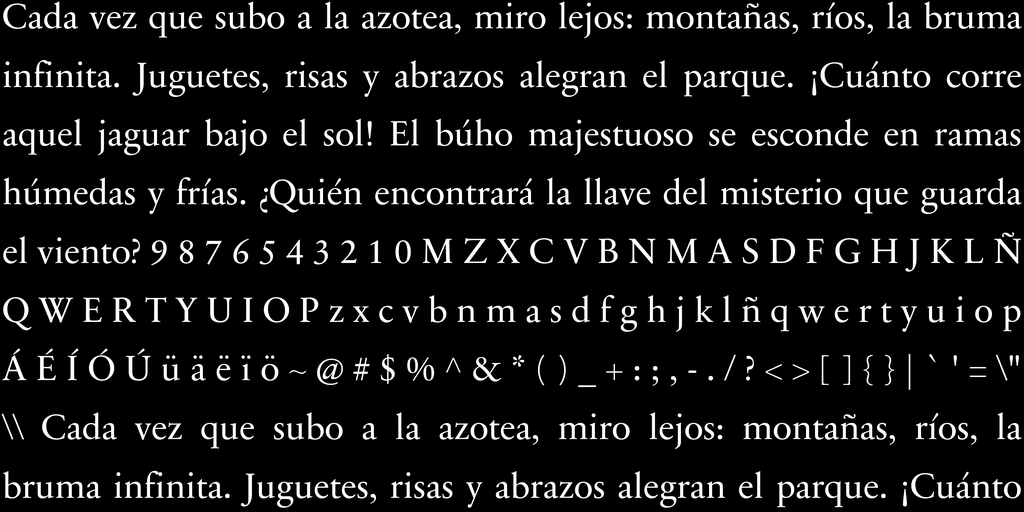 Cada vez que subo a la azotea, miro lejos: montañas, ríos, la bruma
infinita. Juguetes, risas y abrazos alegran el parque. ¡Cuánto corre
aquel jaguar bajo el sol! El búho majestuoso se esconde en ramas
húmedas y frías. ¿Quién encontrará la llave del misterio que guarda
el viento? 9 8 7 6 5 4 3 2 1 0 M Z X C V B N M A S D F G H J K L Ñ
Q W E R T Y U I O P z x c v b n m a s d f g h j k l ñ q w e r t y u i o p
Á É Í Ó Ú ü ä ë ï ö ~ @ # $ % ^ & * ( ) _ + : ; , - . / ? < > [ ] { } | ` ' = \"
\\ Cada vez que subo a la azotea, miro lejos: montañas, ríos, la
bruma infinita. Juguetes, risas y abrazos alegran el parque. ¡Cuánto